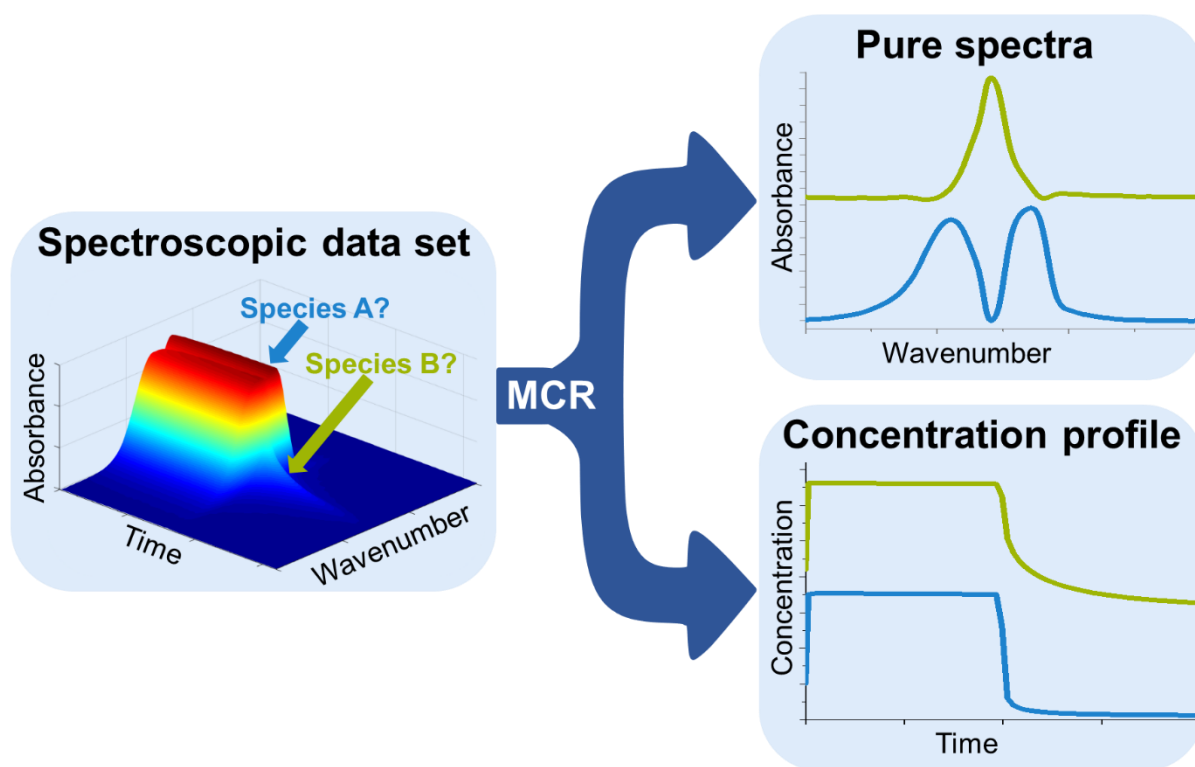 Spectroscopic data set
Species A?
Species B?
Absorbance
Time
Wavenumber
MCR
Pure spectra
Absorbance
Wavenumber
Concentration profile
Concentration
Time